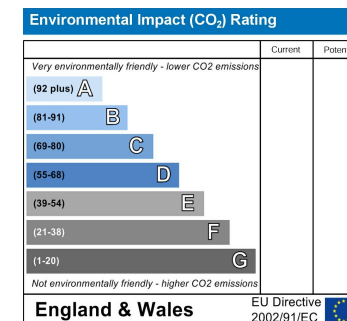 Environmental Impact (CO₂) Rating
Current Poten
Very environmentally friendly - lower CO2 emissions
(92 plus) A
(81-91) B
(69-80) C
(55-68) D
(39-54) E
(21-38) F
(1-20) G
Not environmentally friendly - higher CO2 emissions
England & Wales
EU Directive
2002/91/EC